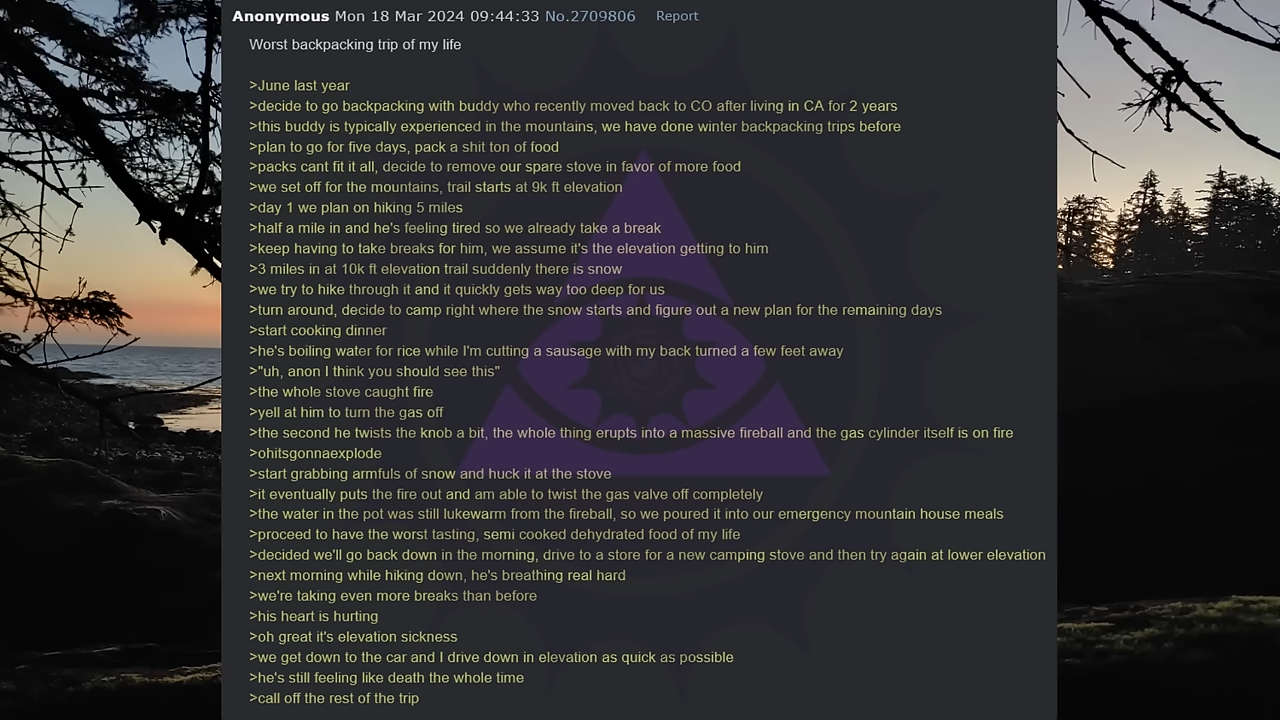 Anonymous Mon 18 Mar 2024 09:44:33 No.2709806 Report
Worst backpacking trip of my life
>June last year
>decide to go backpacking with buddy who recently moved back to CO after living in CA for 2 years
>this buddy is typically experienced in the mountains, we have done winter backpacking trips before
>plan to go for five days, pack a shit ton of food
>packs cant fit it all, decide to remove our spare stove in favor of more food
>we set off for the mountains, trail starts at 9k ft elevation
>day 1 we plan on hiking 5 miles
>half a mile in and he's feeling tired so we already take a break
>keep having to take breaks for him, we assume it's the elevation getting to him
>3 miles in at 10k ft elevation trail suddenly there is snow
>we try to hike through it and it quickly gets way too deep for us
>turn around, decide to camp right where the snow starts and figure out a new plan for the remaining days
>start cooking dinner
>he's boiling water for rice while I'm cutting a sausage with my back turned a few feet away
>"uh, anon I think you should see this"
>the whole stove caught fire
>yell at him to turn the gas off
>the second he twists the knob a bit, the whole thing erupts into a massive fireball and the gas cylinder itself is on fire
>ohitsgonnaexplode
>start grabbing armfuls of snow and huck it at the stove
>it eventually puts the fire out and am able to twist the gas valve off completely
>the water in the pot was still lukewarm from the fireball, so we poured it into our emergency mountain house meals
>proceed to have the worst tasting, semi cooked dehydrated food of my life
>decided we'll go back down in the morning, drive to a store for a new camping stove and then try again at lower elevation
>next morning while hiking down, he's breathing real hard
>we're taking even more breaks than before
>his heart is hurting
>oh great it's elevation sickness
>we get down to the car and I drive down in elevation as quick as possible
>he's still feeling like death the whole time
>call off the rest of the trip